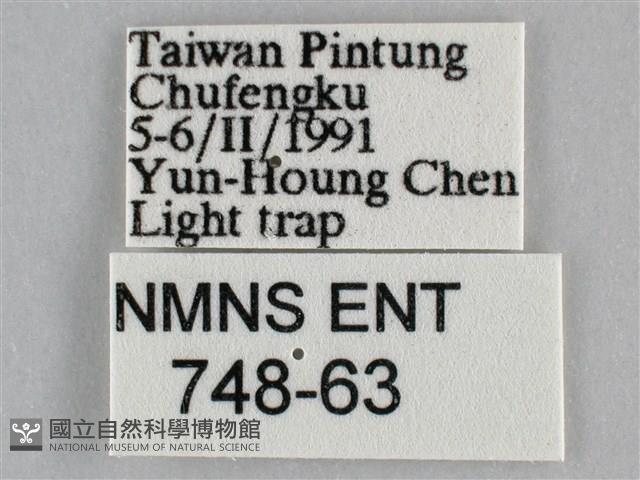 Taiwan Pintung
Chufengku
5-6/II/1991
Yun-Houng Chen
Light trap
NMNS ENT
748-63
國立自然科學博物館
NATIONAL MUSEUM OF NATURAL SCIENCE